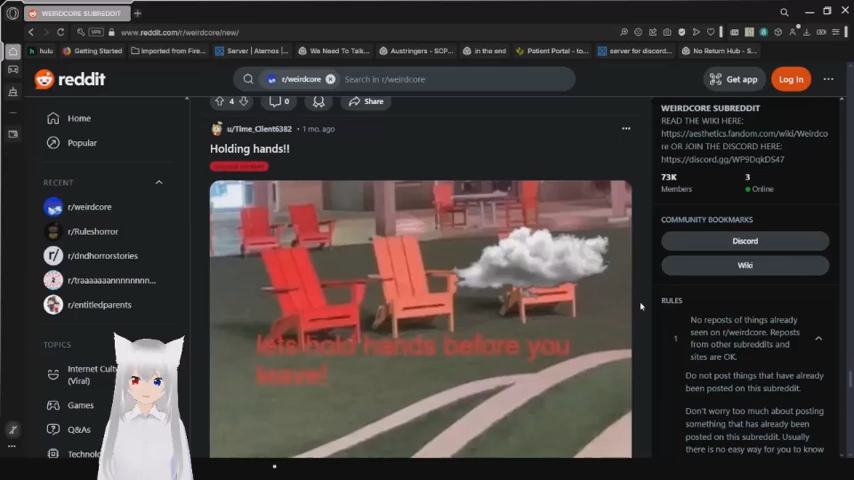 WEIRDCORE SUBREDDIT
VPN
www.reddit.com/r/weirdcore/new/
hulu
Getting Started
Imported from Fire...
Server | Aternos |
We Need To Talk...
Austringers - SCP...
in the end
Patient Portal - to...
server for discord...
No Return Hub - S...
reddit
r/weirdcore
Search in r/weirdcore
Get app
Log In
Home
Popular
RECENT
r/weirdcore
r/Ruleshorror
r/dndhorrorstories
r/traaaaaaannnnnnnn...
r/entitledparents
TOPICS
Internet Cultu
(Viral)
Games
Q&As
Technolo
4
0
Share
u/Time_Client6382 • 1 mo. ago
Holding hands!!
lets hold hands before you
leave!
WEIRDCORE SUBREDDIT
READ THE WIKI HERE:
https://aesthetics.fandom.com/wiki/Weirdco
re OR JOIN THE DISCORD HERE:
https://discord.gg/WP9DqkDS47
73K
3
Members
Online
COMMUNITY BOOKMARKS
Discord
Wiki
RULES
1
No reposts of things already
seen on r/weirdcore. Reposts
from other subreddits and
sites are OK.
Do not post things that have already
been posted on this subreddit.
Don't worry too much about posting
something that has already been
posted on this subreddit. Usually
there is no easy way for you to know